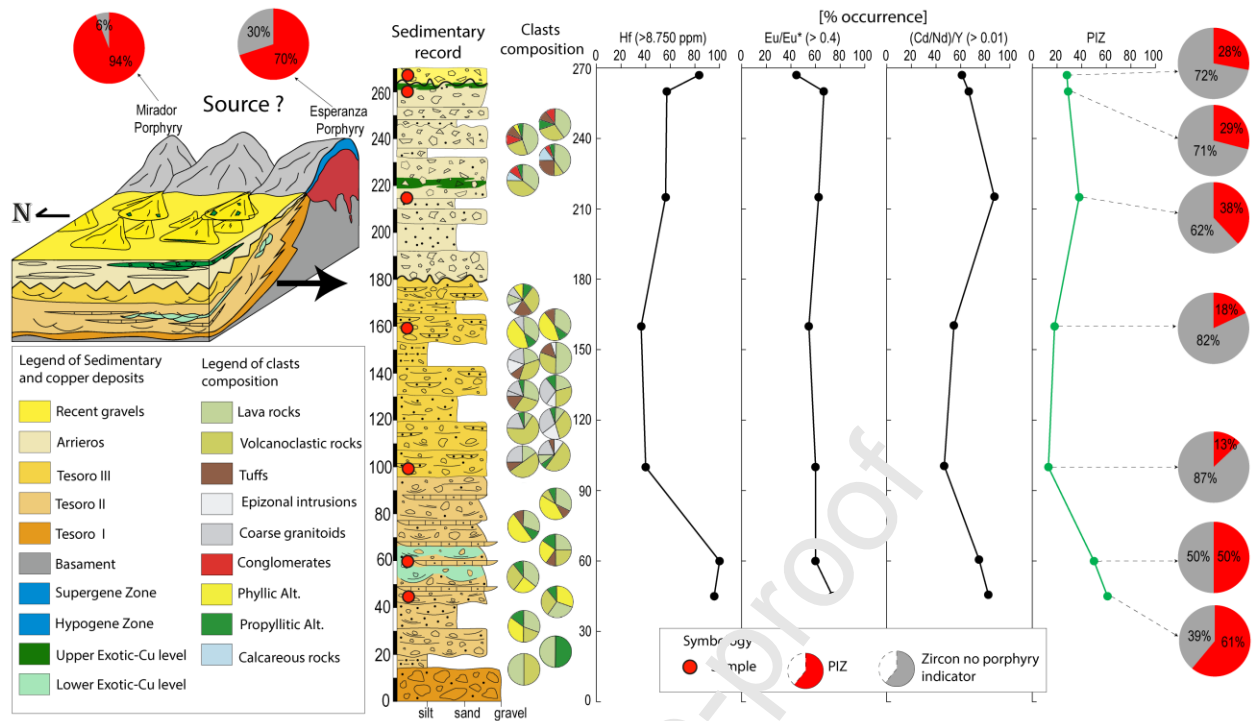 6%
94%
30%
70%
Mirador
Porphyry
Source ?
Esperanza
Porphyry
N
Legend of Sedimentary
and copper deposits
Recent gravels
Arrieros
Tesoro III
Tesoro II
Tesoro I
Basament
Supergene Zone
Hypogene Zone
Upper Exotic-Cu level
Lower Exotic-Cu level
Legend of clasts
composition
Lava rocks
Volcanoclastic rocks
Tuffs
Epizonal intrusions
Coarse granitoids
Conglomerates
Phyllic Alt.
Propyllitic Alt.
Calcareous rocks
Sedimentary
record
260
240
220
200
180
160
140
120
100
80
60
40
20
0
silt sand gravel
Clasts
composition
[% occurrence]
Hf (>8.750 ppm)
0 20 40 60 80 100
Eu/Eu* (> 0.4)
0 20 40 60 80 100
(Cd/Nd)/Y (> 0.01)
0 20 40 60 80 100
PIZ
0 20 40 60 80 100
270
240
210
180
150
120
90
60
30
0
28%
72%
29%
71%
38%
62%
18%
82%
13%
87%
50% 50%
39%
61%
Symbology
PIZ
Zircon no porphyry
indicator